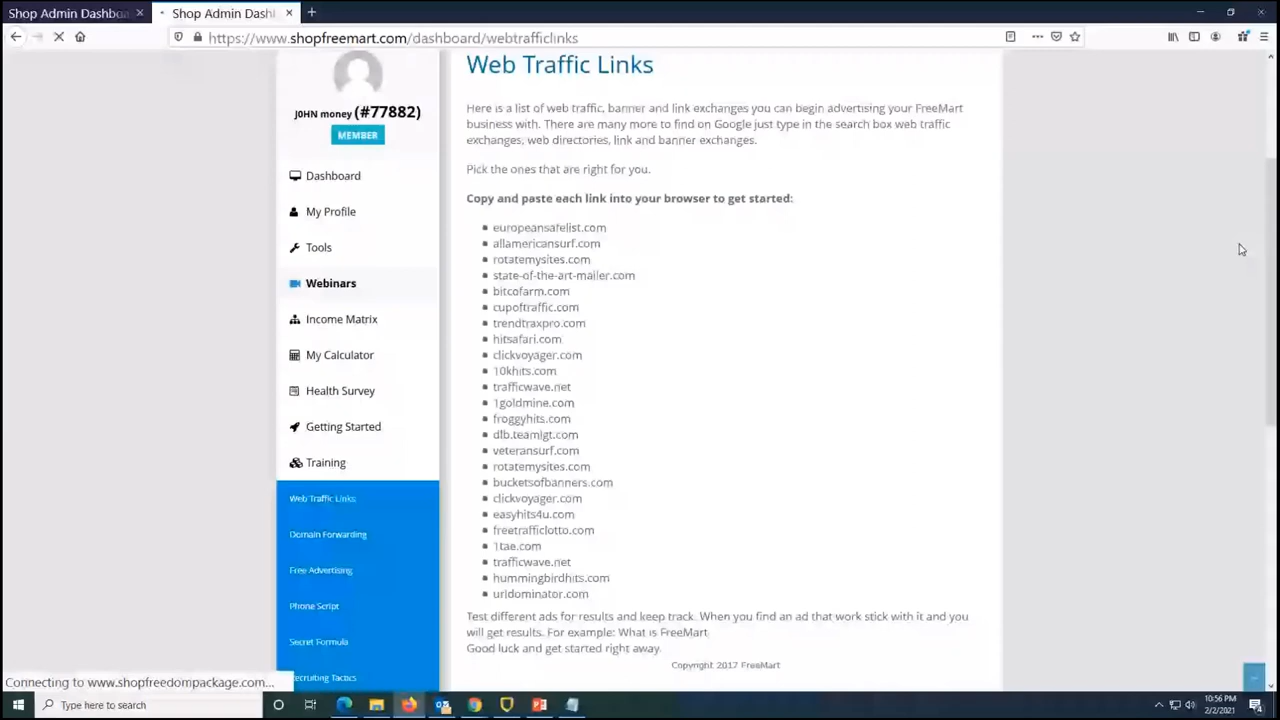 Shop Admin Dashb
Shop Admin Dashl
https://www.shopfreemart.com/dashboard/webtrafficlinks
J0HN money (#77882)
MEMBER
Dashboard
My Profile
Tools
Webinars
Income Matrix
My Calculator
Health Survey
Getting Started
Training
Web Traffic Links
Domain Forwarding
Free Advertising
Phone Script
Secret Formula
Recruiting Tactics
Web Traffic Links
Here is a list of web traffic, banner and link exchanges you can begin advertising your FreeMart
business with. There are many more to find on Google just type in the search box web traffic
exchanges, web directories, link and banner exchanges.
Pick the ones that are right for you.
Copy and paste each link into your browser to get started:
europeansafelist.com
allamericansurf.com
rotatemysites.com
state-of-the-art-mailer.com
bitcofarm.com
cupoftraffic.com
trendtraxpro.com
hitsafari.com
clickvoyager.com
10khits.com
trafficwave.net
1goldmine.com
froggyhits.com
dlb.teamjgt.com
veteransurf.com
rotatemysites.com
bucketsofbanners.com
clickvoyager.com
easyhits4u.com
freetrafficlotto.com
1tae.com
trafficwave.net
hummingbirdhits.com
urldominator.com
Test different ads for results and keep track. When you find an ad that work stick with it and you
will get results. For example: What is FreeMart
Good luck and get started right away.
Copyright 2017 FreeMart
Connecting to www.shopfreedompackage.com...
Type here to search
10:56 PM
2/2/2021